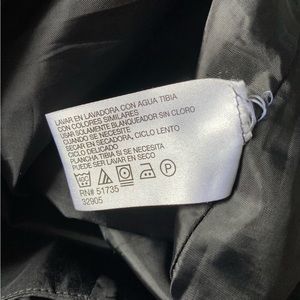 LAVAR EN LAVADORA CON AGUA TIBIA
CON COLORES SIMILARES
USAR SOLAMENTE BLANQUEADOR SIN CLORO
CUANDO SE NECESITE
SECAR EN SECADORA, CICLO LENTO
CICLO DELICADO
PLANCHA TIBIA SI SE NECESITE
PUEDE SER LAVAR EN SECO
RN# 51735
32905